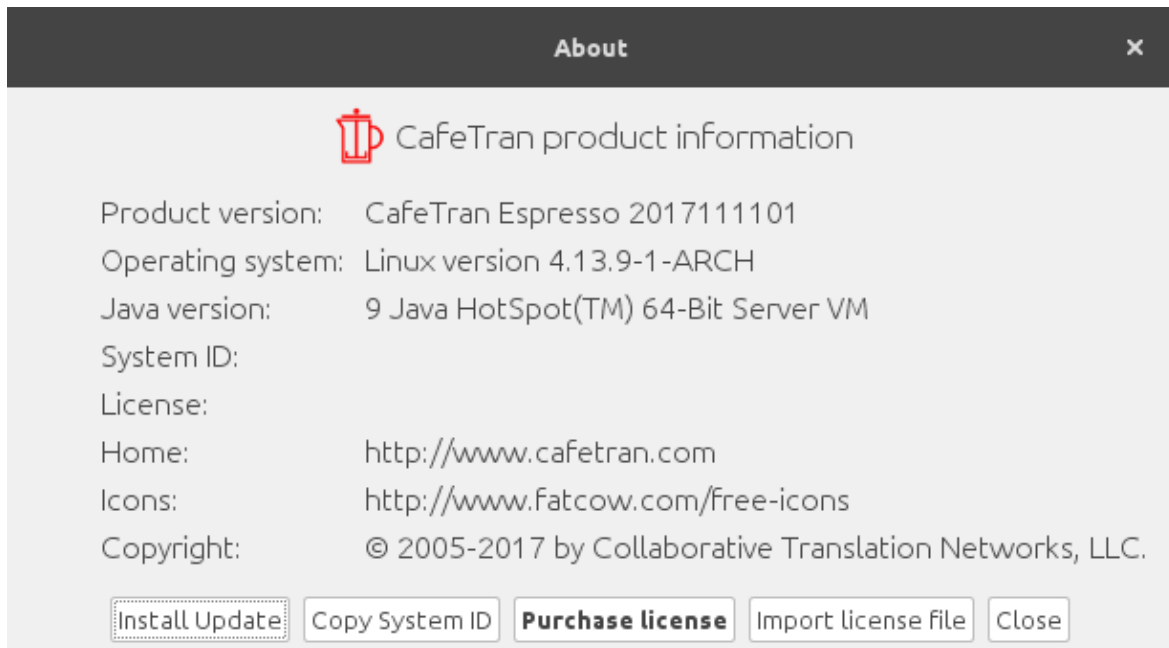 About
CafeTran product information
Product version: CafeTran Espresso 2017111101
Operating system: Linux version 4.13.9-1-ARCH
Java version: 9 Java HotSpot(TM) 64-Bit Server VM
System ID:
License:
Home: http://www.cafetran.com
Icons: http://www.fatcow.com/free-icons
Copyright: © 2005-2017 by Collaborative Translation Networks, LLC.
Install Update Copy System ID Purchase license Import license file Close